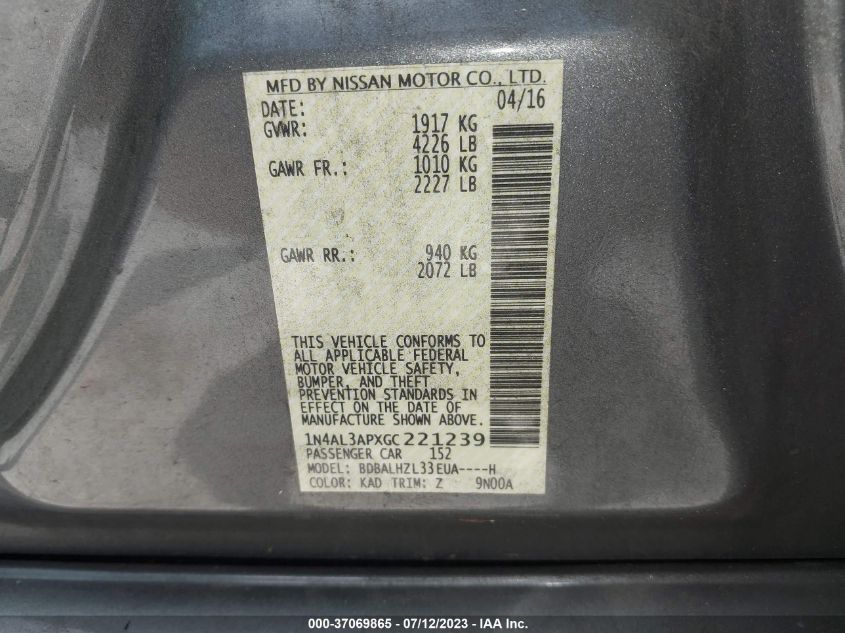 MFD BY NISSAN MOTOR CO., LTD.
DATE: 04/16
GVWR: 1917 KG
4226 LB
GAWR FR.: 1010 KG
2227 LB
GAWR RR.: 940 KG
2072 LB
THIS VEHICLE CONFORMS TO
ALL APPLICABLE FEDERAL
MOTOR VEHICLE SAFETY,
BUMPER, AND THEFT
PREVENTION STANDARDS IN
EFFECT ON THE DATE OF
MANUFACTURE SHOWN ABOVE.
1N4AL3APXGC221239
PASSENGER CAR 152
MODEL: BDBALHZL33EUA----H
COLOR: KAD TRIM: Z 9N00A
000-37069865 - 07/12/2023 - IAA Inc.